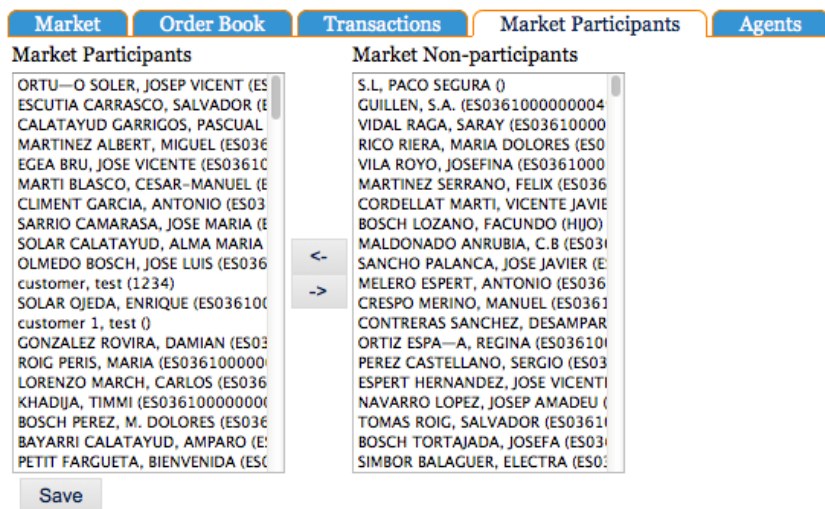 Market Order Book Transactions Market Participants Agents
Market Participants
ORTU—O SOLER, JOSEP VICENT (ES
ESCUTIA CARRASCO, SALVADOR (E
CALATAYUD GARRIGOS, PASCUAL
MARTINEZ ALBERT, MIGUEL (ES036
EGEA BRU, JOSE VICENTE (ES03610
MARTI BLASCO, CESAR-MANUEL (E
CLIMENT GARCIA, ANTONIO (ES03
SARRIO CAMARASA, JOSE MARIA (E
SOLAR CALATAYUD, ALMA MARIA
OLMEDO BOSCH, JOSE LUIS (ES036
customer, test (1234)
SOLAR OJEDA, ENRIQUE (ES036100
customer 1, test ()
GONZALEZ ROVIRA, DAMIAN (ES03
ROIG PERIS, MARIA (ES0361000000
LORENZO MARCH, CARLOS (ES036
KHADIJA, TIMMI (ES0361000000000
BOSCH PEREZ, M. DOLORES (ES036
BAYARRI CALATAYUD, AMPARO (ES
PETIT FARGUETA, BIENVENIDA (ES0
<-
->
Market Non-participants
S.L, PACO SEGURA ()
GUILLEN, S.A. (ES03610000000049
VIDAL RAGA, SARAY (ES03610000
RICO RIERA, MARIA DOLORES (ES0
VILA ROYO, JOSEFINA (ES0361000
MARTINEZ SERRANO, FELIX (ES036
CORDELLAT MARTI, VICENTE JAVIE
BOSCH LOZANO, FACUNDO (HIJO)
MALDONADO ANRUBIA, C.B (ES036
SANCHO PALANCA, JOSE JAVIER (E
MELERO ESPERT, ANTONIO (ES036
CRESPO MERINO, MANUEL (ES0361
CONTRERAS SANCHEZ, DESAMPAR
ORTIZ ESPA—A, REGINA (ES036100
PEREZ CASTELLANO, SERGIO (ES03
ESPERT HERNANDEZ, JOSE VICENTE
NAVARRO LOPEZ, JOSEP AMADEU (
TOMAS ROIG, SALVADOR (ES0361
BOSCH TORTAJADA, JOSEFA (ES03
SIMBOR BALAGUER, ELECTRA (ES03
Save